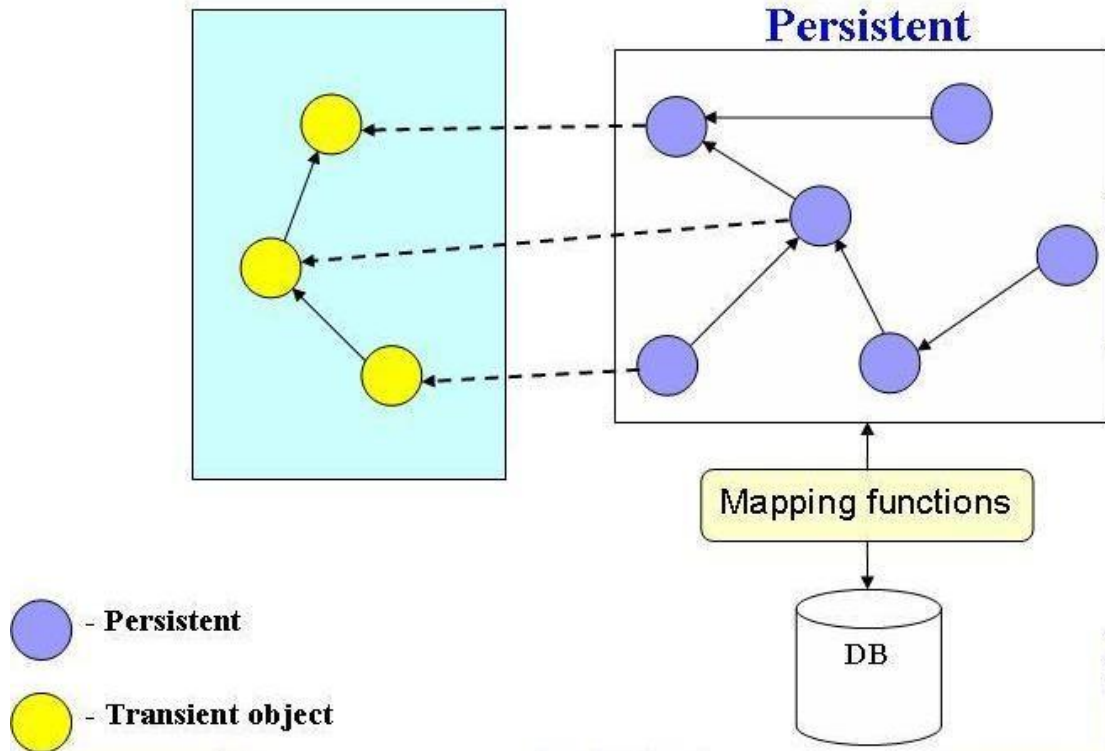 Persistent
Mapping functions
DB
- Persistent
- Transient object